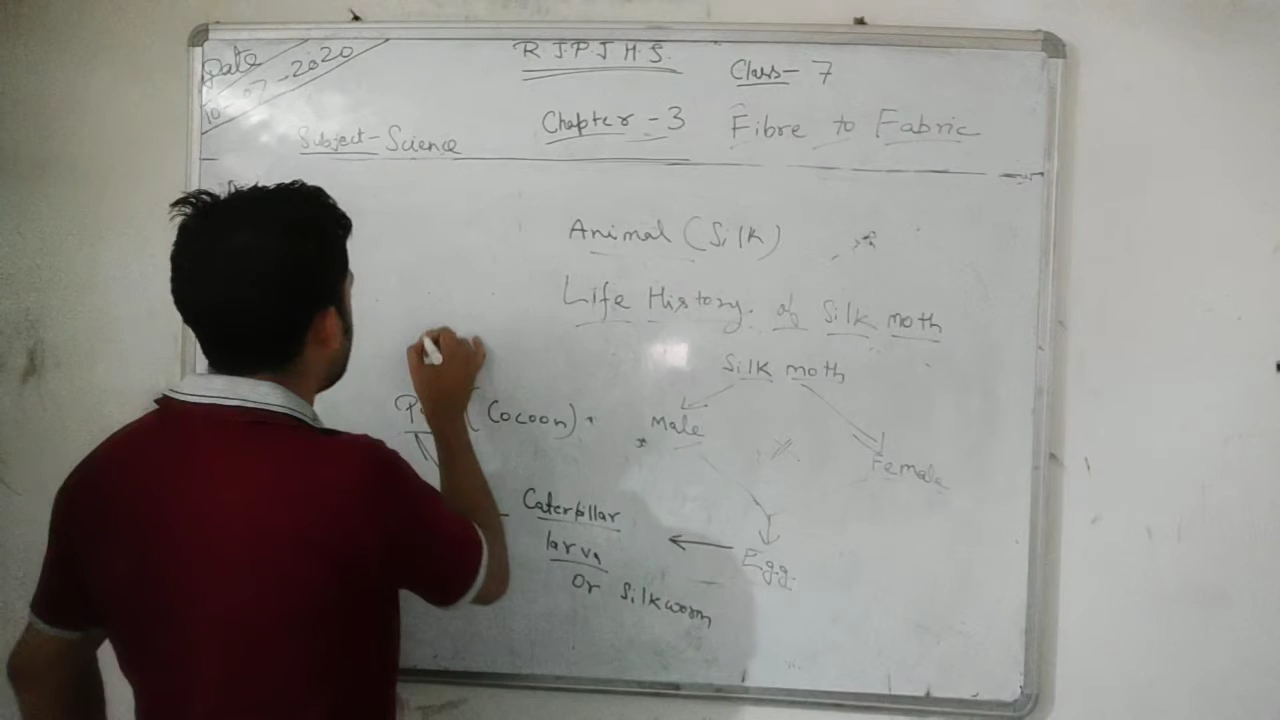 Date
10-07-2020
R J P J H S.
Class- 7
Subject-Science
Chapter - 3 Fibre to Fabric
Animal (Silk)
Life History of Silk moth
Silk moth
Male
Female
(Cocoon)
Egg.
Caterpillar
larva
or Silkworm